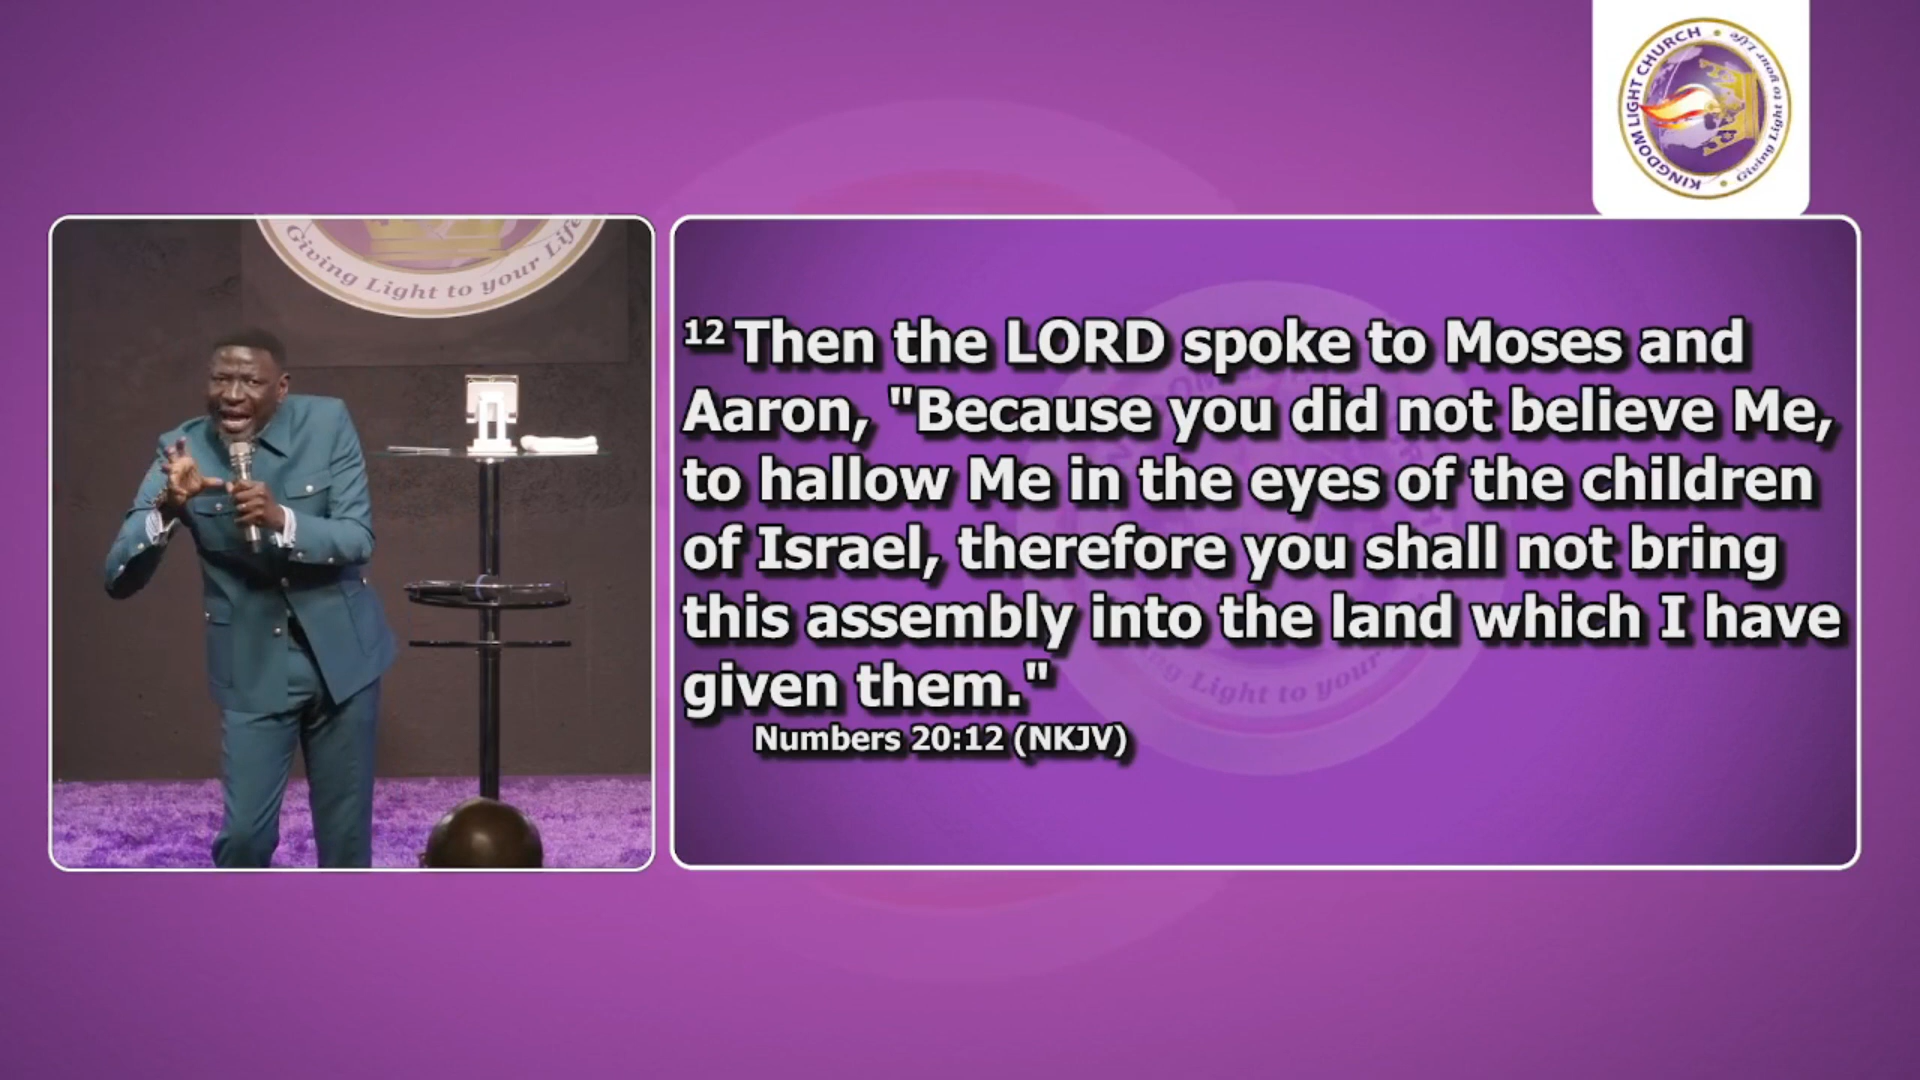 KINGDOM LIGHT CHURCH
Giving Light to your Life
Giving Light to your Life
12 Then the LORD spoke to Moses and
Aaron, "Because you did not believe Me,
to hallow Me in the eyes of the children
of Israel, therefore you shall not bring
this assembly into the land which I have
given them."
Numbers 20:12 (NKJV)
Light to your